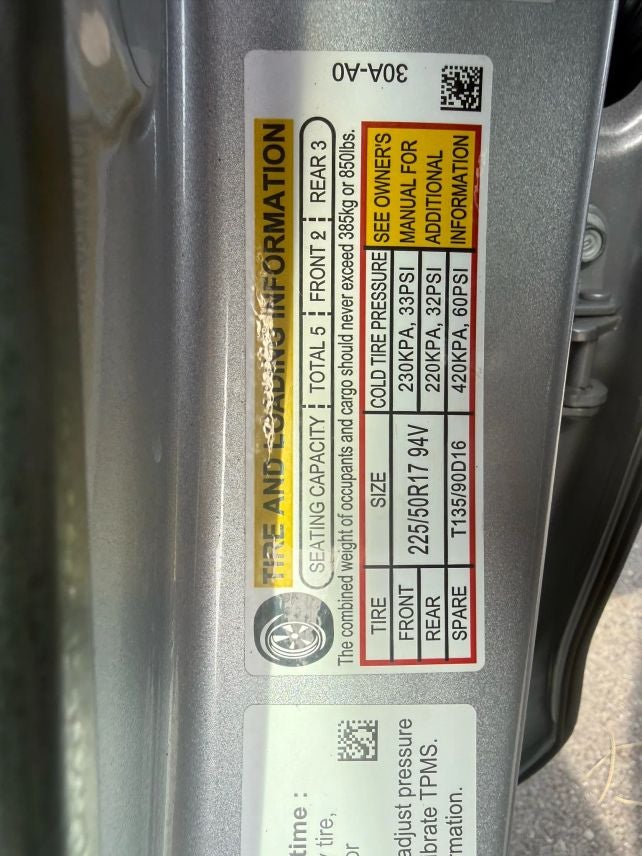 30A-A0
TIRE AND LOADING INFORMATION
SEATING CAPACITY TOTAL 5 FRONT 2 REAR 3
The combined weight of occupants and cargo should never exceed 385kg or 850lbs.
TIRE SIZE COLD TIRE PRESSURE SEE OWNER'S
FRONT 225/50R17 94V 230KPA, 33PSI MANUAL FOR
REAR 220KPA, 32PSI ADDITIONAL
SPARE T135/90D16 420KPA, 60PSI INFORMATION
time :
tire,
or
adjust pressure
brate TPMS.
rmation.